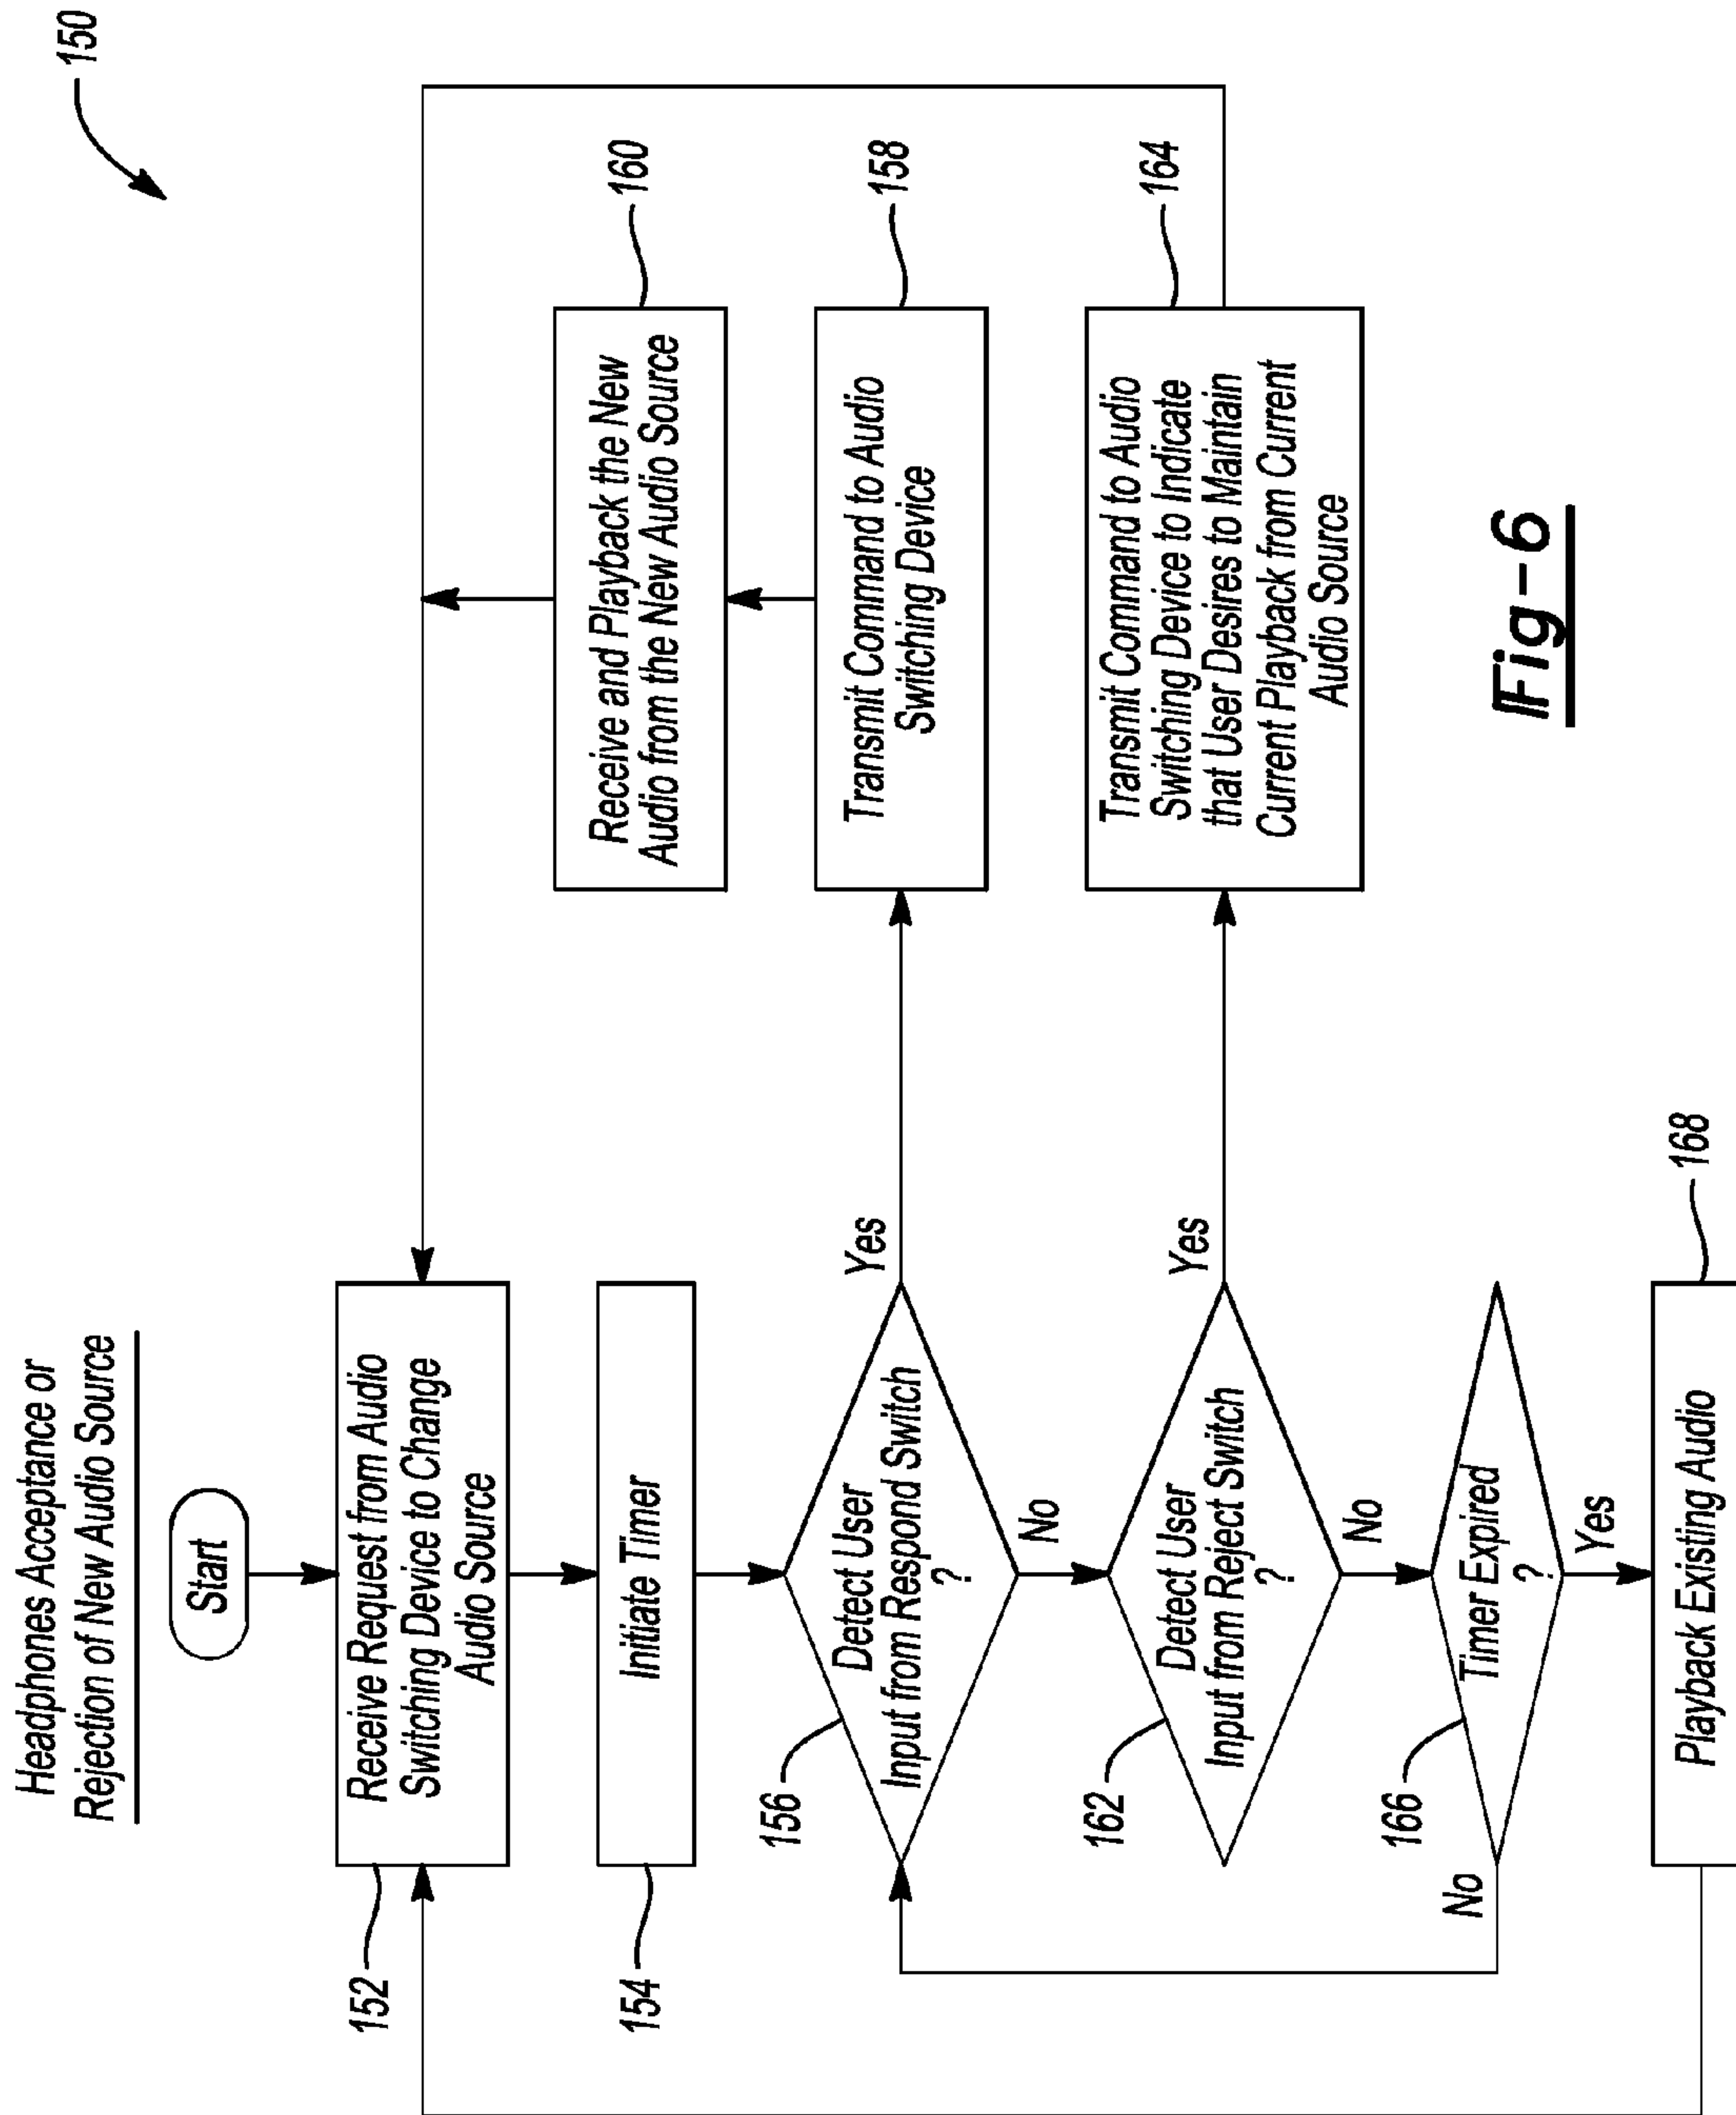 Headphones Acceptance or
Rejection of New Audio Source
150
Start
Receive Request from Audio
Switching Device to Change
Audio Source
152
Initiate Timer
154
Detect User
Input from Respond Switch
?
156
Yes
No
Transmit Command to Audio
Switching Device
158
Receive and Playback the New
Audio from the New Audio Source
160
Detect User
Input from Reject Switch
?
162
Yes
No
Transmit Command to Audio
Switching Device to Indicate
that User Desires to Maintain
Current Playback from Current
Audio Source
164
Timer Expired
?
166
No
Yes
Playback Existing Audio
168
Fig-6